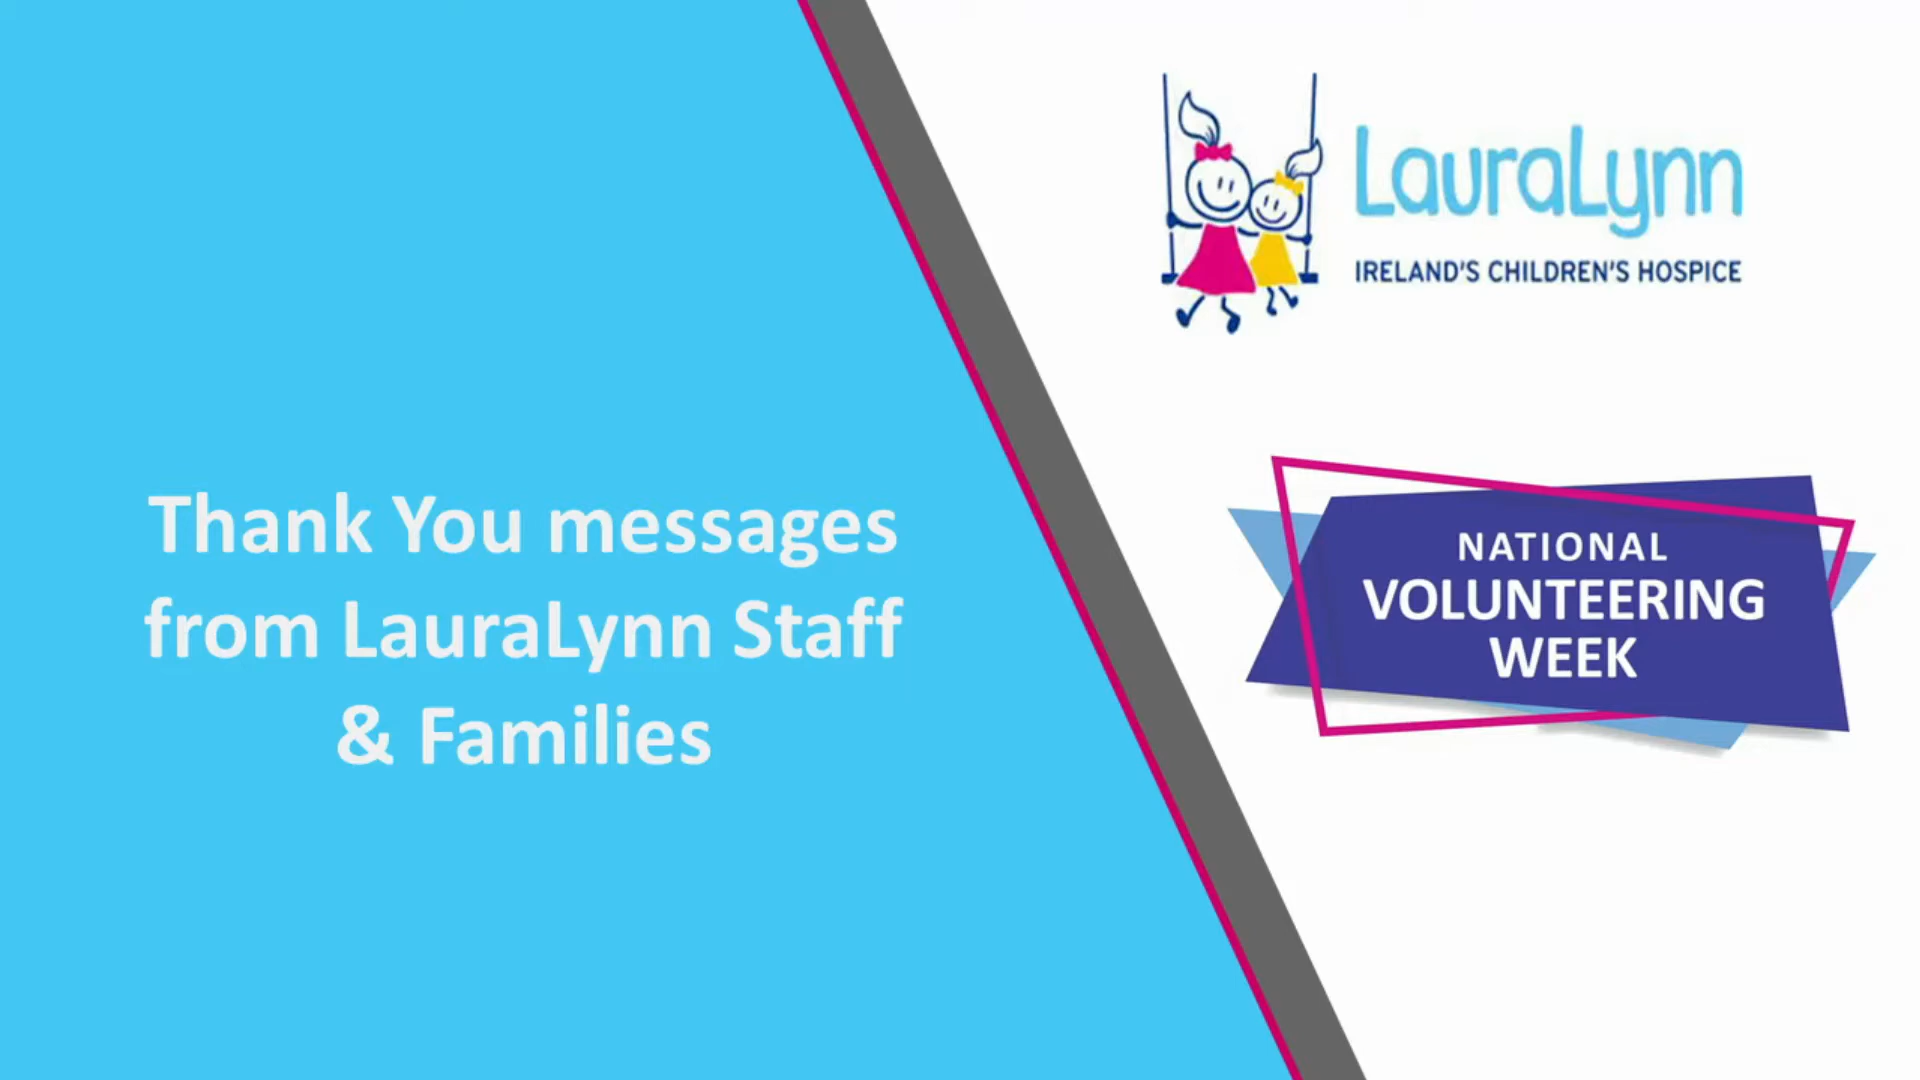 Thank You messages
from LauraLynn Staff
& Families
LauraLynn
IRELAND'S CHILDREN'S HOSPICE
NATIONAL
VOLUNTEERING
WEEK